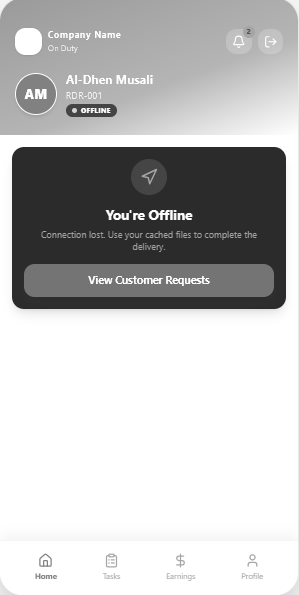 Company Name
On Duty
2
AM
Al-Dhen Musali
RDR-001
OFFLINE
You're Offline
Connection lost. Use your cached files to complete the
delivery.
View Customer Requests
Home
Tasks
Earnings
Profile